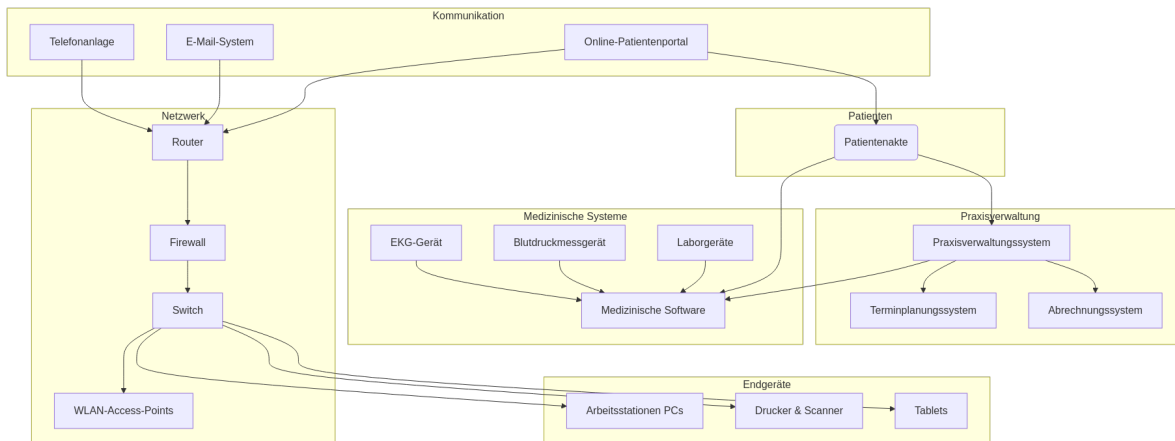 Kommunikation
Telefonanlage
E-Mail-System
Online-Patientenportal
Netzwerk
Router
Firewall
Switch
WLAN-Access-Points
Patienten
Patientenakte
Medizinische Systeme
EKG-Gerät
Blutdruckmessgerät
Laborgeräte
Medizinische Software
Praxisverwaltung
Praxisverwaltungssystem
Terminplanungssystem
Abrechnungssystem
Endgeräte
Arbeitsstationen PCs
Drucker & Scanner
Tablets